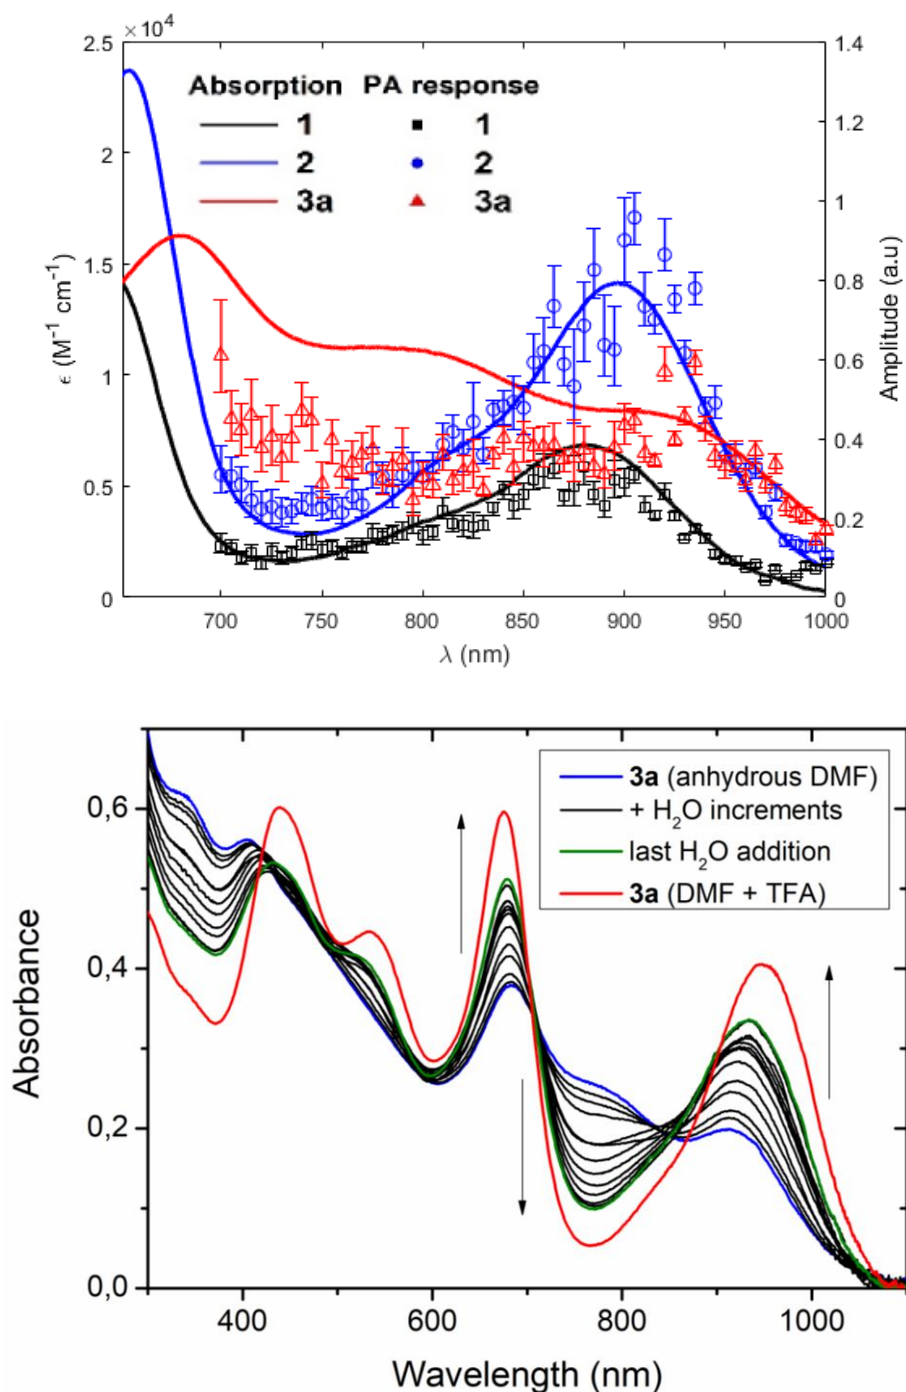 ×10⁴
2.5
2
1.5
1
0.5
0
1.4
1.2
1
0.8
0.6
0.4
0.2
0
Absorption PA response
1 1
2 2
3a 3a
ϵ (M⁻¹ cm⁻¹)
Amplitude (a.u)
700 750 800 850 900 950 1000
λ (nm)
0,6
0,4
0,2
0,0
Absorbance
3a (anhydrous DMF)
+ H₂O increments
last H₂O addition
3a (DMF + TFA)
400 600 800 1000
Wavelength (nm)